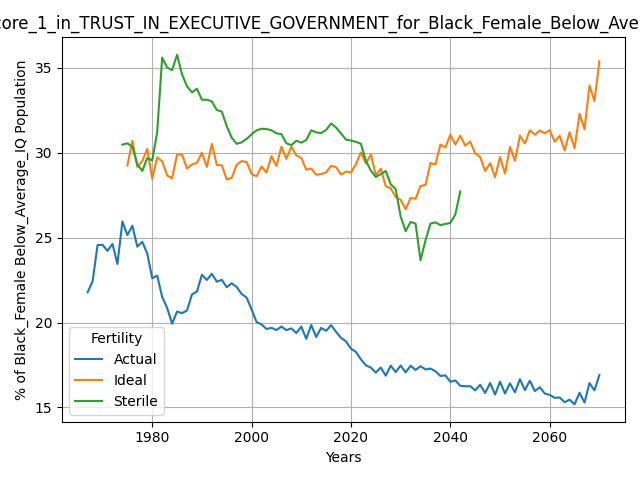 core_1_in_TRUST_IN_EXECUTIVE_GOVERNMENT_for_Black_Female_Below_Ave
% of Black_Female Below_Average_IQ Population
35
30
25
20
15
Fertility
Actual
Ideal
Sterile
1980 2000 2020 2040 2060
Years